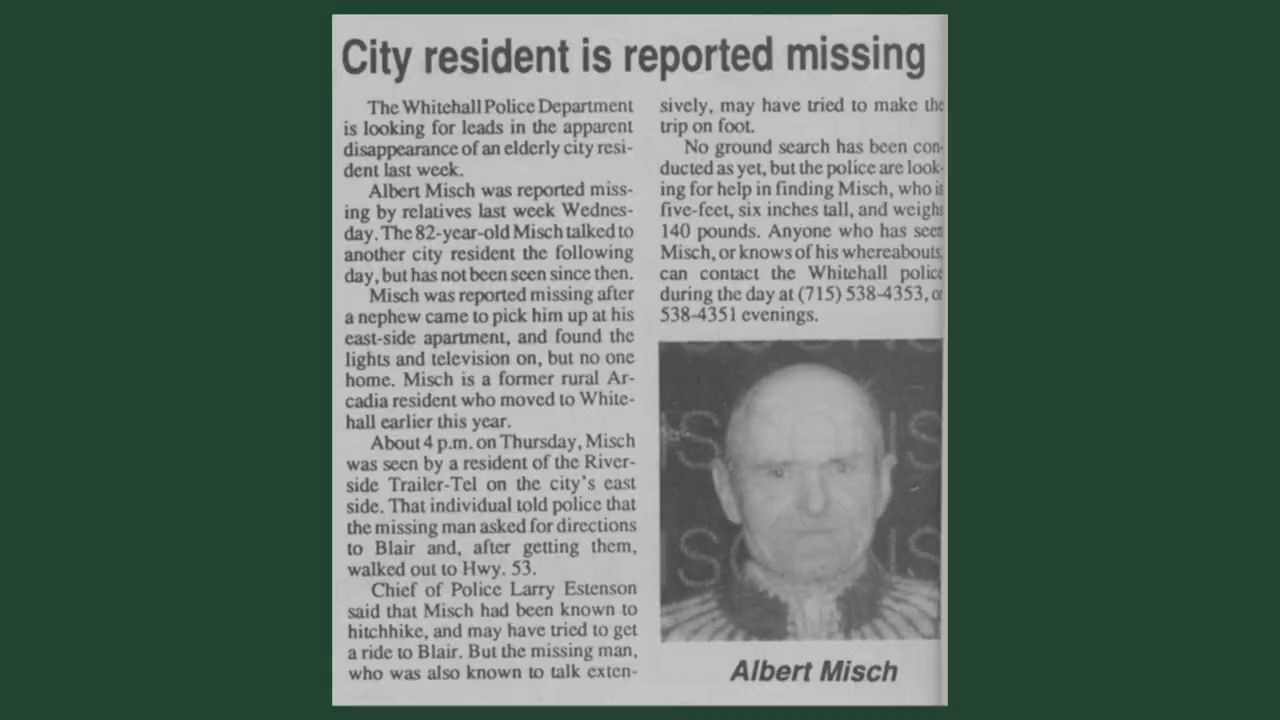 City resident is reported missing
The Whitehall Police Department
is looking for leads in the apparent
disappearance of an elderly city resi-
dent last week.
Albert Misch was reported miss-
ing by relatives last week Wednes-
day. The 82-year-old Misch talked to
another city resident the following
day, but has not been seen since then.
Misch was reported missing after
a nephew came to pick him up at his
east-side apartment, and found the
lights and television on, but no one
home. Misch is a former rural Ar-
cadia resident who moved to White-
hall earlier this year.
About 4 p.m. on Thursday, Misch
was seen by a resident of the River-
side Trailer-Tel on the city's east
side. That individual told police that
the missing man asked for directions
to Blair and, after getting them,
walked out to Hwy. 53.
Chief of Police Larry Estenson
said that Misch had been known to
hitchhike, and may have tried to get
a ride to Blair. But the missing man,
who was also known to talk exten-
sively, may have tried to make the
trip on foot.
No ground search has been con-
ducted as yet, but the police are look-
ing for help in finding Misch, who is
five-feet, six inches tall, and weighs
140 pounds. Anyone who has seen
Misch, or knows of his whereabouts,
can contact the Whitehall police
during the day at (715) 538-4353, or
538-4351 evenings.
Albert Misch